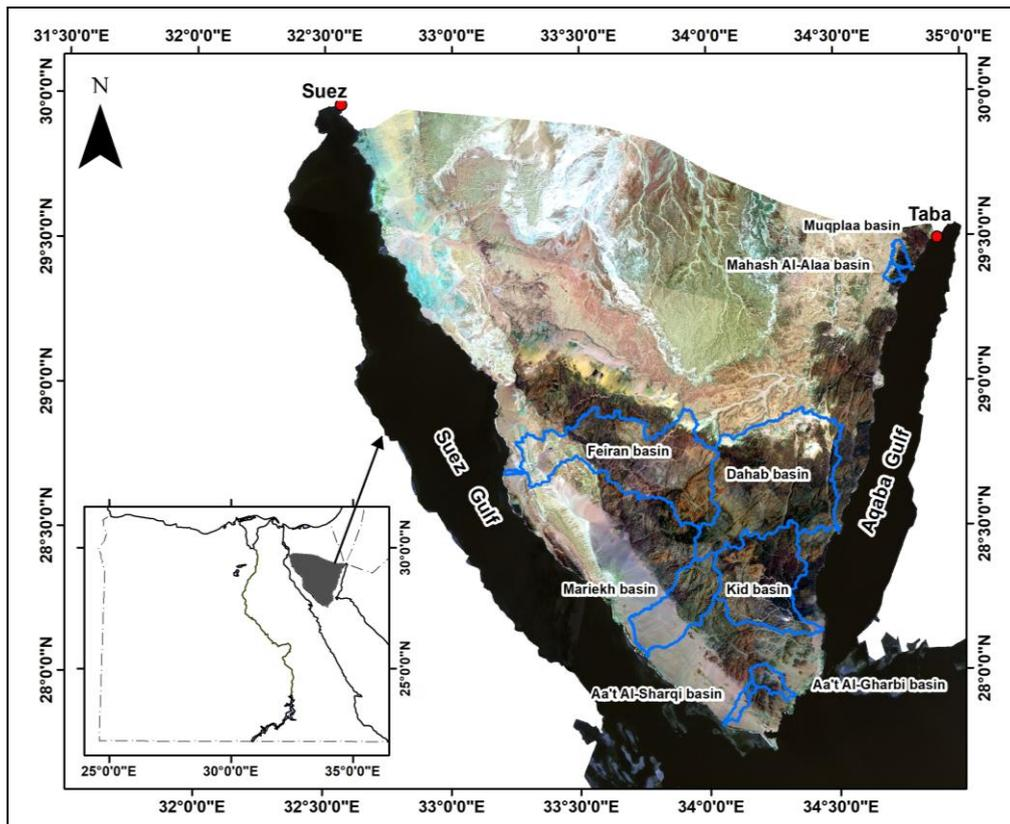 31°30'0"E 32°0'0"E 32°30'0"E 33°0'0"E 33°30'0"E 34°0'0"E 34°30'0"E 35°0'0"E
N
Suez
30°0'0"N
30°0'0"N
Taba
Muqplaa basin
29°30'0"N
29°30'0"N
Mahash Al-Alaa basin
29°0'0"N
29°0'0"N
Suez Gulf
Feiran basin
Dahab basin
Aqaba Gulf
28°30'0"N
28°30'0"N
Mariekh basin
Kid basin
28°0'0"N
28°0'0"N
Aa't Al-Sharqi basin
Aa't Al-Gharbi basin
30°0'0"N
25°0'0"N
25°0'0"E 30°0'0"E 35°0'0"E
32°0'0"E 32°30'0"E 33°0'0"E 33°30'0"E 34°0'0"E 34°30'0"E